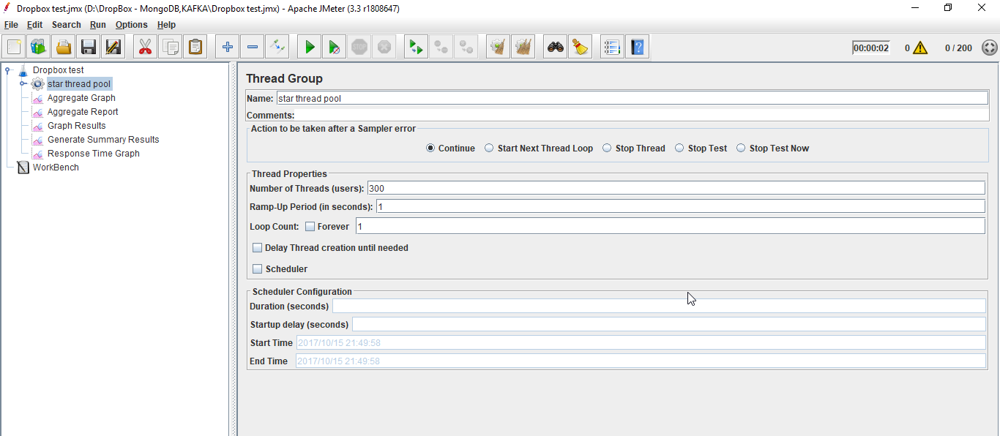 Dropbox test.jmx (D:\DropBox - MongoDB,KAFKA\Dropbox test.jmx) - Apache JMeter (3.3 r1808647)
File Edit Search Run Options Help
STOP 00:00:02 0 0 / 200
Dropbox test
star thread pool
Aggregate Graph
Aggregate Report
Graph Results
Generate Summary Results
Response Time Graph
WorkBench
Thread Group
Name: star thread pool
Comments:
Action to be taken after a Sampler error
Continue Start Next Thread Loop Stop Thread Stop Test Stop Test Now
Thread Properties
Number of Threads (users): 300
Ramp-Up Period (in seconds): 1
Loop Count: Forever 1
Delay Thread creation until needed
Scheduler
Scheduler Configuration
Duration (seconds)
Startup delay (seconds)
Start Time 2017/10/15 21:49:58
End Time 2017/10/15 21:49:58